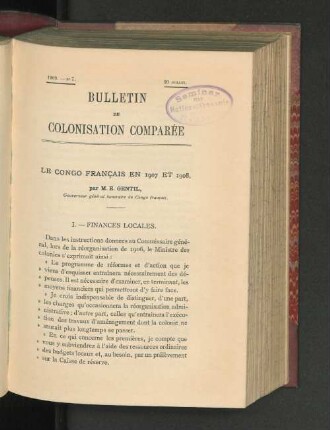 1908. — Nº 7.
20 JUILLET.
BULLETIN
DE
COLONISATION COMPARÉE
Seminar
LE CONGO FRANÇAIS EN 1907 ET 1908,
par M. E. GENTIL,
Gouverneur général honoraire du Congo français.
I. — FINANCES LOCALES.
Dans les instructions données au Commissaire géné-
ral, lors de la réorganisation de 1906, le Ministre des
colonies s'exprimait ainsi :
« Le programme de réformes et d'action que je
» viens d'esquisser entraînera nécessairement des dé-
» penses. Il est nécessaire d'examiner, en terminant, les
» moyens financiers qui permettront d'y faire face.
» Je crois indispensable de distinguer, d'une part,
» les charges qu'occasionnera la réorganisation admi-
» nistrative ; d'autre part, celles qu'entraînera l'exécu-
» tion des travaux d'aménagement dont la colonie ne
» saurait plus longtemps se passer.
» En ce qui concerne les premières, je compte que
» vous y subviendrez à l'aide des ressources ordinaires
» des budgets locaux et, au besoin, par un prélèvement
» sur la Caisse de réserve.